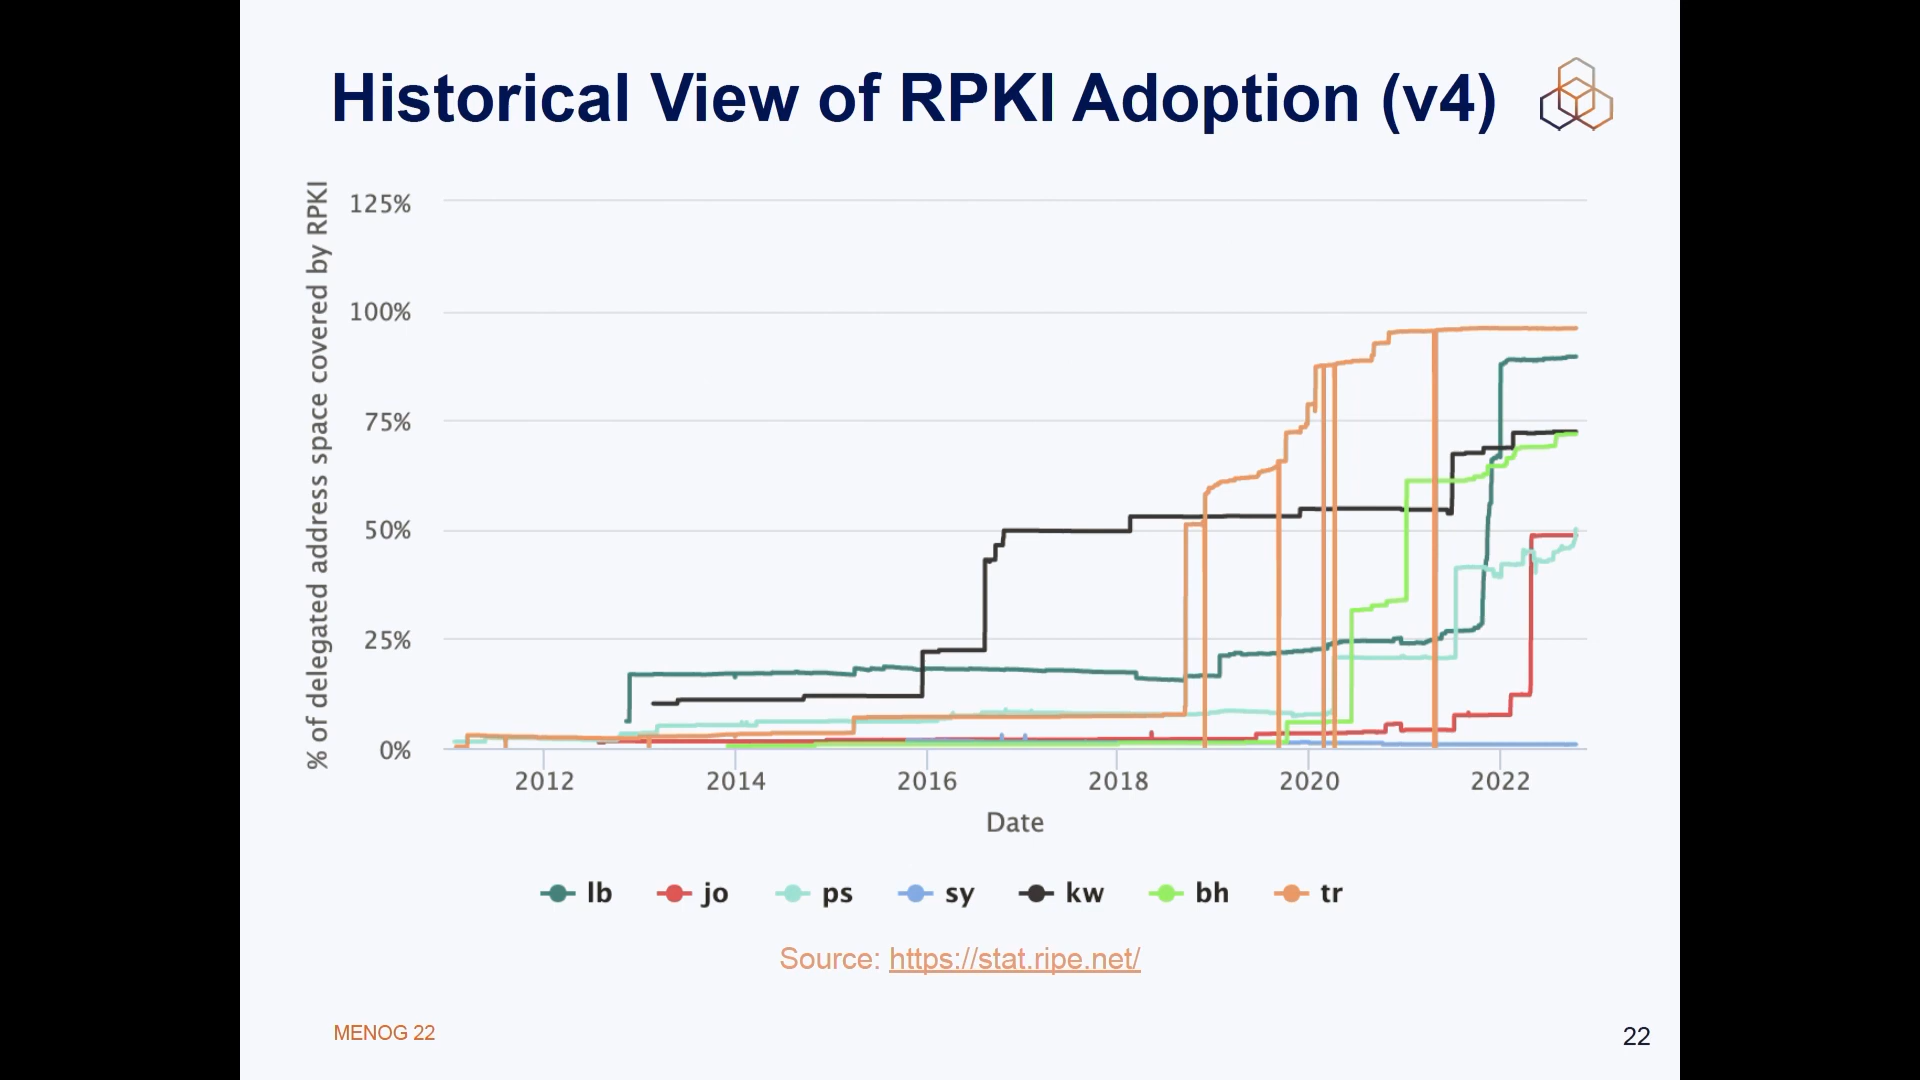 Historical View of RPKI Adoption (v4)
% of delegated address space covered by RPKI
125%
100%
75%
50%
25%
0%
2012 2014 2016 2018 2020 2022
Date
lb jo ps sy kw bh tr
Source: https://stat.ripe.net/
MENOG 22
22